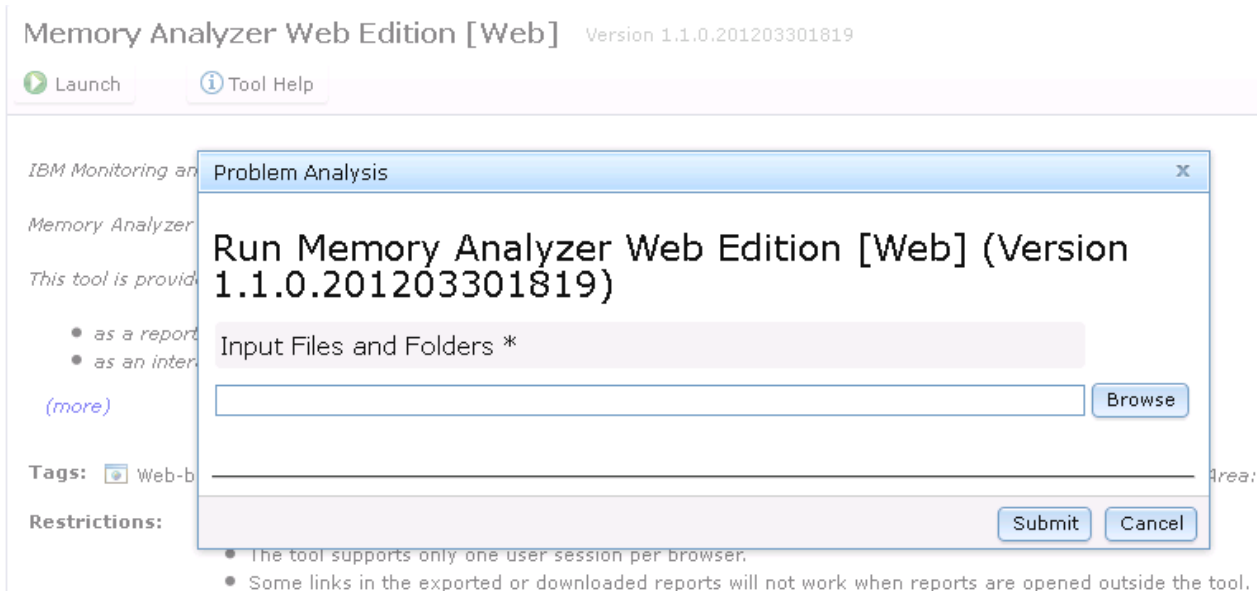 Memory Analyzer Web Edition [Web] Version 1.1.0.201203301819
Launch Tool Help
IBM Monitoring an
Problem Analysis x
Memory Analyzer
Run Memory Analyzer Web Edition [Web] (Version
1.1.0.201203301819)
This tool is provid
• as a report
Input Files and Folders *
• as an inter
(more)
Browse
Tags: Web-b
Area:
Restrictions:
Submit Cancel
• The tool supports only one user session per browser.
• Some links in the exported or downloaded reports will not work when reports are opened outside the tool.